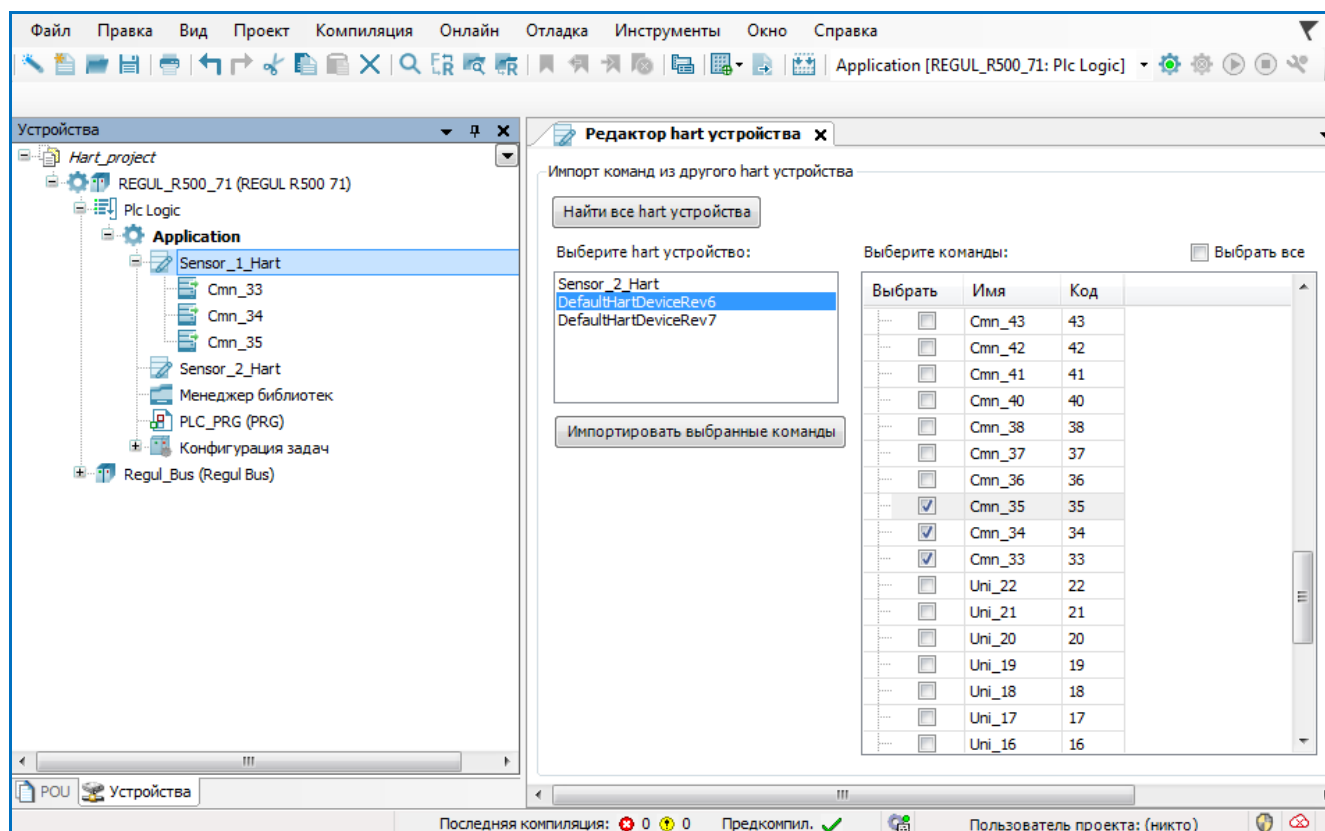 Файл Правка Вид Проект Компиляция Онлайн Отладка Инструменты Окно Справка
Application [REGUL_R500_71: Plc Logic]
Устройства
Hart_project
REGUL_R500_71 (REGUL R500 71)
Plc Logic
Application
Sensor_1_Hart
Cmn_33
Cmn_34
Cmn_35
Sensor_2_Hart
Менеджер библиотек
PLC_PRG (PRG)
Конфигурация задач
Regul_Bus (Regul Bus)
POU Устройства
Редактор hart устройства
Импорт команд из другого hart устройства
Найти все hart устройства
Выберите hart устройство:
Sensor_2_Hart
DefaultHartDeviceRev6
DefaultHartDeviceRev7
Импортировать выбранные команды
Выберите команды: Выбрать все
Выбрать Имя Код
Cmn_43 43
Cmn_42 42
Cmn_41 41
Cmn_40 40
Cmn_38 38
Cmn_37 37
Cmn_36 36
Cmn_35 35
Cmn_34 34
Cmn_33 33
Uni_22 22
Uni_21 21
Uni_20 20
Uni_19 19
Uni_18 18
Uni_17 17
Uni_16 16
Последняя компиляция: 0 0 Предкомпил. Пользователь проекта: (никто)